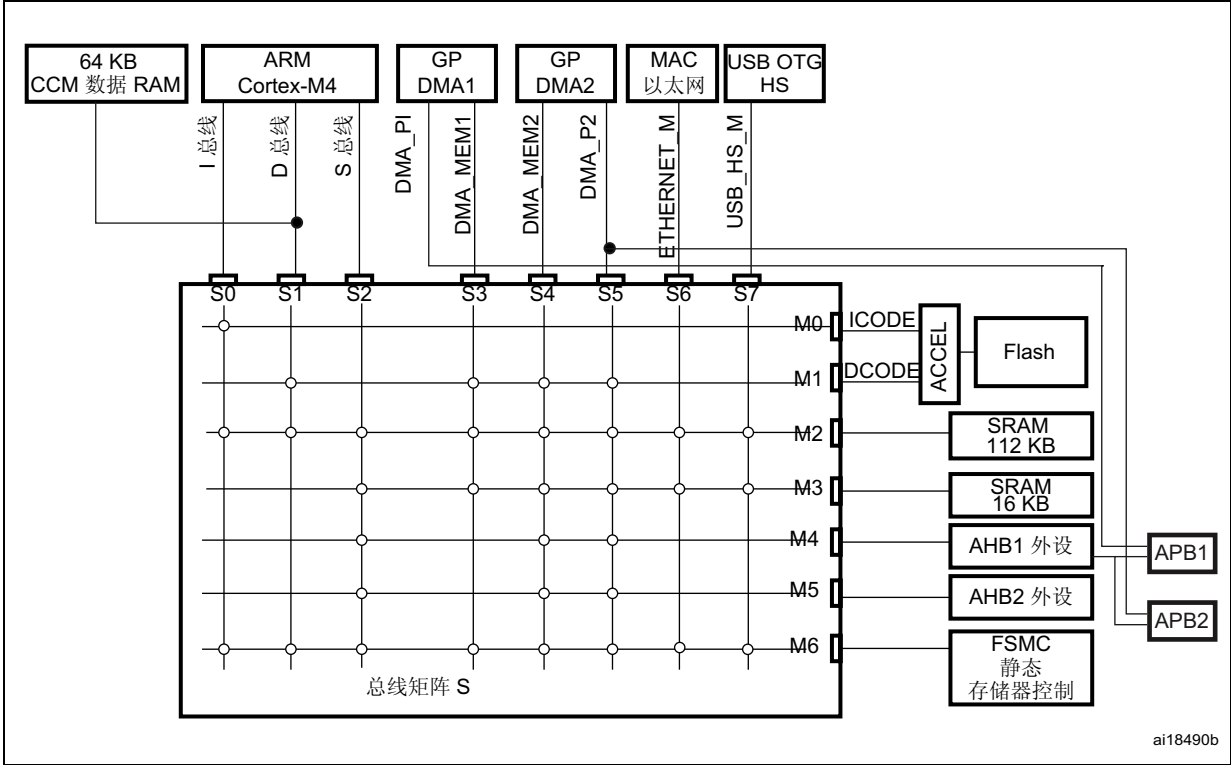 64 KB
CCM 数据 RAM
ARM
Cortex-M4
GP
DMA1
GP
DMA2
MAC
以太网
USB OTG
HS
I 总线
D 总线
S 总线
DMA_PI
DMA_MEM1
DMA_MEM2
DMA_P2
ETHERNET_M
USB_HS_M
S0
S1
S2
S3
S4
S5
S6
S7
M0
ICODE
M1
DCODE
ACCEL
Flash
M2
SRAM
112 KB
M3
SRAM
16 KB
M4
AHB1 外设
APB1
M5
AHB2 外设
APB2
M6
FSMC
静态
存储器控制
总线矩阵 S
ai18490b